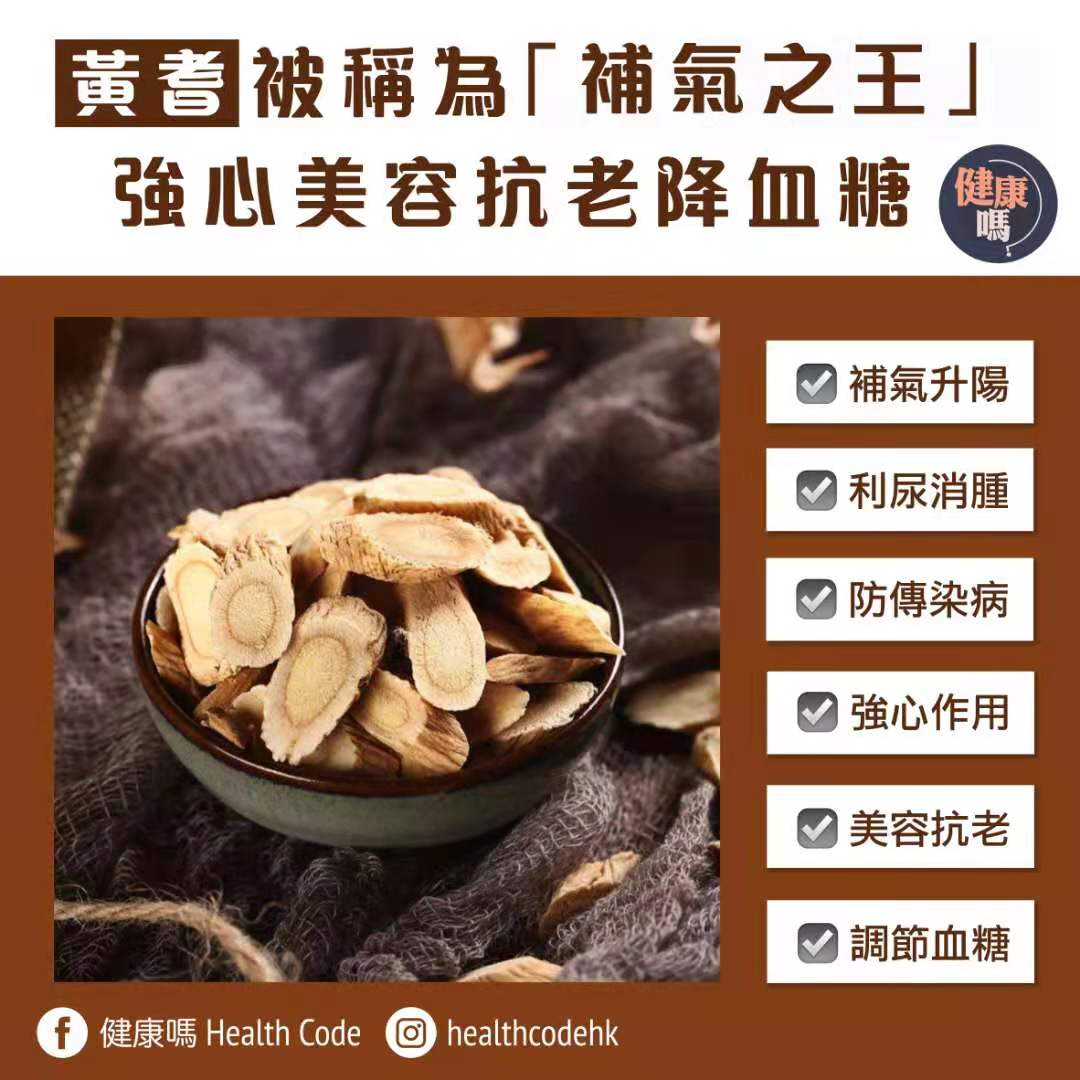 黃耆被稱為「補氣之王」
強心美容抗老降血糖
健康
嗎
補氣升陽
利尿消腫
防傳染病
強心作用
美容抗老
調節血糖
健康嗎 Health Code
healthcodehk